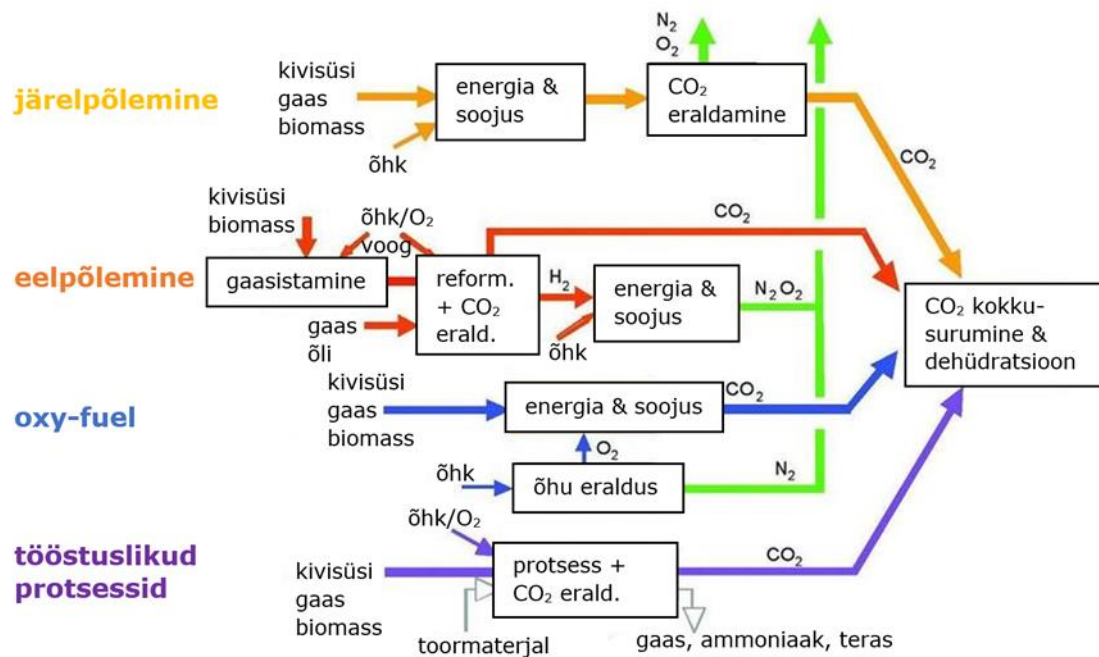 N₂
O₂
järelpõlemine
kivisüsi
gaas
biomass
õhk
energia &
soojus
CO₂
eraldamine
CO₂
eelpõlemine
kivisüsi
biomass
õhk/O₂
voog
gaasistamine
gaas
õli
reform.
+ CO₂
erald.
CO₂
H₂
õhk
energia &
soojus
N₂O₂
CO₂ kokku-
surumine &
dehüdratsioon
oxy-fuel
kivisüsi
gaas
biomass
energia & soojus
CO₂
O₂
õhk
õhu eraldus
N₂
tööstuslikud
protsessid
õhk/O₂
kivisüsi
gaas
biomass
protsess +
CO₂ erald.
CO₂
toormaterjal
gaas, ammoniaak, teras